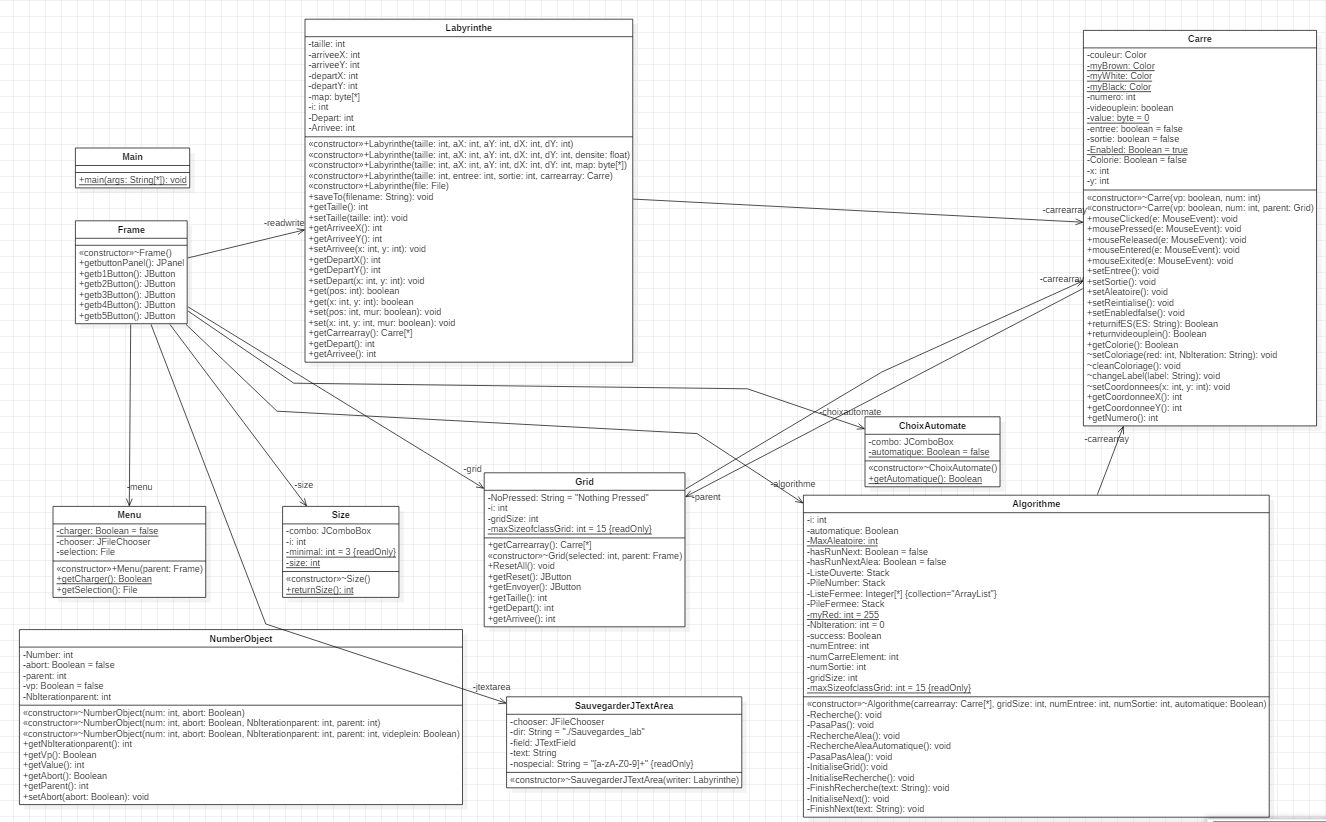 Labyrinthe
-taille: int
-arriveeX: int
-arriveeY: int
-departX: int
-departY: int
-map: byte[*]
-i: int
-Depart: int
-Arrivee: int
«constructor»+Labyrinthe(taille: int, aX: int, aY: int, dX: int, dY: int)
«constructor»+Labyrinthe(taille: int, aX: int, aY: int, dX: int, dY: int, densite: float)
«constructor»+Labyrinthe(taille: int, aX: int, aY: int, dX: int, dY: int, map: byte[*])
«constructor»+Labyrinthe(taille: int, entree: int, sortie: int, carrearray: Carre)
«constructor»+Labyrinthe(file: File)
+saveTo(filename: String): void
+getTaille(): int
+setTaille(taille: int): void
+getArriveeX(): int
+getArriveeY(): int
+setArrivee(x: int, y: int): void
+getDepartX(): int
+getDepartY(): int
+setDepart(x: int, y: int): void
+get(pos: int): boolean
+get(x: int, y: int): boolean
+set(pos: int, mur: boolean): void
+set(x: int, y: int, mur: boolean): void
+getCarrearray(): Carre[*]
+getDepart(): int
+getArrivee(): int
Carre
-couleur: Color
-myBrown: Color
-myWhite: Color
-myBlack: Color
-numero: int
-videouplein: boolean
-value: byte = 0
-entree: boolean = false
-sortie: boolean = false
-Enabled: Boolean = true
-Colorie: Boolean = false
-x: int
-y: int
«constructor»~Carre(vp: boolean, num: int)
«constructor»~Carre(vp: boolean, num: int, parent: Grid)
+mouseClicked(e: MouseEvent): void
+mousePressed(e: MouseEvent): void
+mouseReleased(e: MouseEvent): void
+mouseEntered(e: MouseEvent): void
+mouseExited(e: MouseEvent): void
+setEntree(): void
+setSortie(): void
+setAleatoire(): void
+setReintialise(): void
+setEnabledfalse(): void
+returnifES(ES: String): Boolean
+returnvideouplein(): Boolean
+getColorie(): Boolean
~setColoriage(red: int, NbIteration: String): void
~cleanColoriage(): void
~changeLabel(label: String): void
~setCoordonnees(x: int, y: int): void
+getCoordonneeX(): int
+getCoordonneeY(): int
+getNumero(): int
Main
+main(args: String[*]): void
Frame
«constructor»~Frame()
+getbuttonPanel(): JPanel
+getb1Button(): JButton
+getb2Button(): JButton
+getb3Button(): JButton
+getb4Button(): JButton
+getb5Button(): JButton
-readwrite
-carrearray
-carrearray
-choixautomate
ChoixAutomate
-combo: JComboBox
-automatique: Boolean = false
«constructor»~ChoixAutomate()
+getAutomatique(): Boolean
-carrearray
-grid
-algorithme
-parent
-menu
-size
Menu
-charger: Boolean = false
-chooser: JFileChooser
-selection: File
«constructor»+Menu(parent: Frame)
+getCharger(): Boolean
+getSelection(): File
Size
-combo: JComboBox
-i: int
-minimal: int = 3 {readOnly}
-size: int
«constructor»~Size()
+returnSize(): int
Grid
-NoPressed: String = "Nothing Pressed"
-i: int
-gridSize: int
-maxSizeofclassGrid: int = 15 {readOnly}
+getCarrearray(): Carre[*]
«constructor»~Grid(selected: int, parent: Frame)
+ResetAll(): void
+getReset(): JButton
+getEnvoyer(): JButton
+getTaille(): int
+getDepart(): int
+getArrivee(): int
Algorithme
-i: int
-automatique: Boolean
-MaxAleatoire: int
-hasRunNext: Boolean = false
-hasRunNextAlea: Boolean = false
-ListeOuverte: Stack
-PileNumber: Stack
-ListeFermee: Integer[*] {collection="ArrayList"}
-PileFermee: Stack
-myRed: int = 255
-NbIteration: int = 0
-success: Boolean
-numEntree: int
-numCarreElement: int
-numSortie: int
-gridSize: int
-maxSizeofclassGrid: int = 15 {readOnly}
«constructor»~Algorithme(carrearray: Carre[*], gridSize: int, numEntree: int, numSortie: int, automatique: Boolean)
-Recherche(): void
-PasaPas(): void
-RechercheAlea(): void
-RechercheAleaAutomatique(): void
-PasaPasAlea(): void
-InitialiseGrid(): void
-InitialiseRecherche(): void
-FinishRecherche(text: String): void
-InitialiseNext(): void
-FinishNext(text: String): void
NumberObject
-Number: int
-abort: Boolean = false
-parent: int
-vp: Boolean = false
-NbIterationparent: int
«constructor»~NumberObject(num: int, abort: Boolean)
«constructor»~NumberObject(num: int, abort: Boolean, NbIterationparent: int, parent: int)
«constructor»~NumberObject(num: int, abort: Boolean, NbIterationparent: int, parent: int, videplein: Boolean)
+getNbIterationparent(): int
+getVp(): Boolean
+getValue(): int
+getAbort(): Boolean
+getParent(): int
+setAbort(abort: Boolean): void
-jtextarea
SauvegarderJTextArea
-chooser: JFileChooser
-dir: String = "./Sauvegardes_lab"
-field: JTextField
-text: String
-nospecial: String = "[a-zA-Z0-9]+" {readOnly}
«constructor»~SauvegarderJTextArea(writer: Labyrinthe)